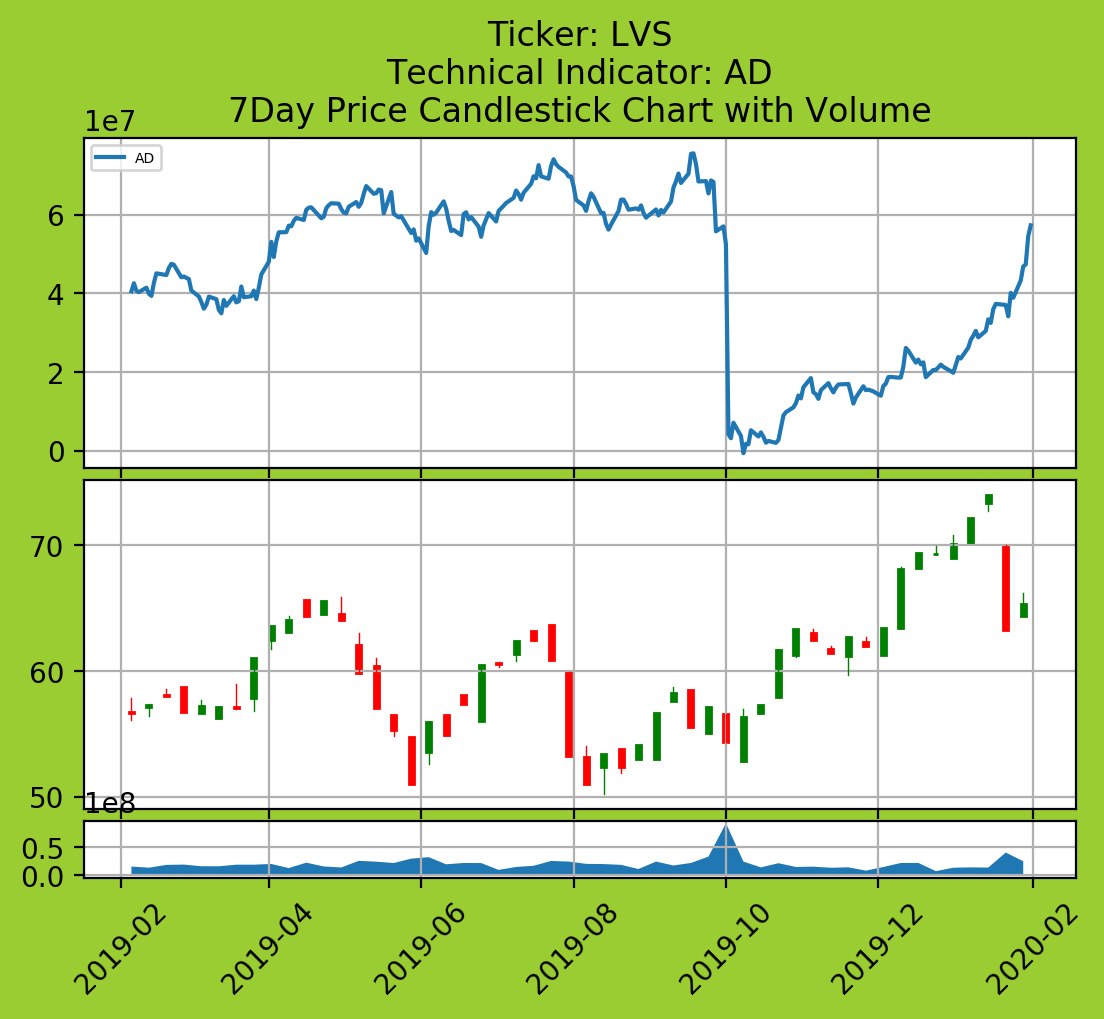 Ticker: LVS
Technical Indicator: AD
7Day Price Candlestick Chart with Volume
1e7
AD
6
4
2
0
70
60
50
1e8
0.5
0.0
2019-02
2019-04
2019-06
2019-08
2019-10
2019-12
2020-02